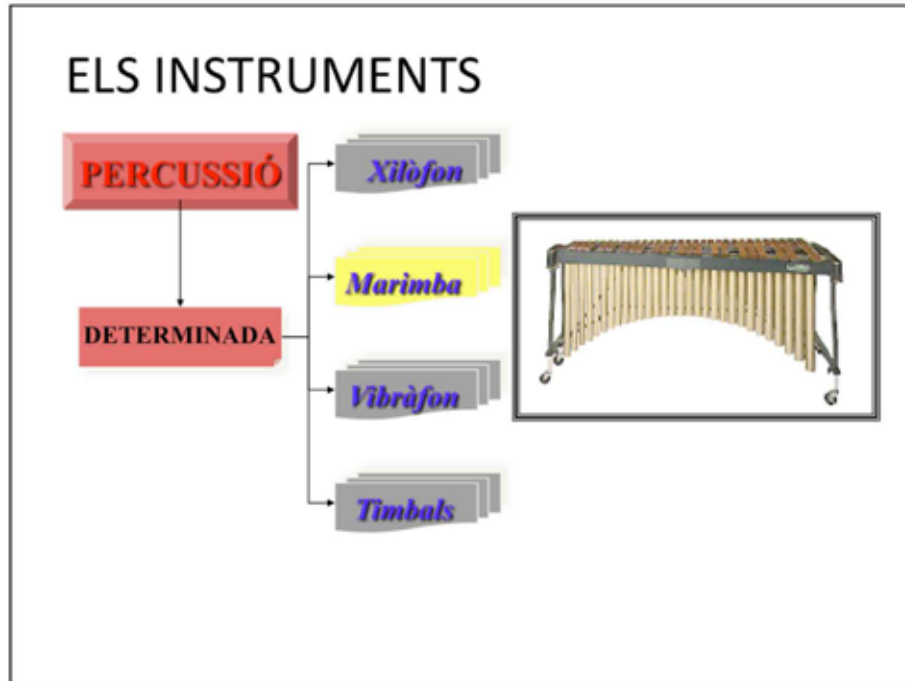 ELS INSTRUMENTS
PERCUSSIÓ
DETERMINADA
Xilòfon
Marimba
Vibràfon
Timbals